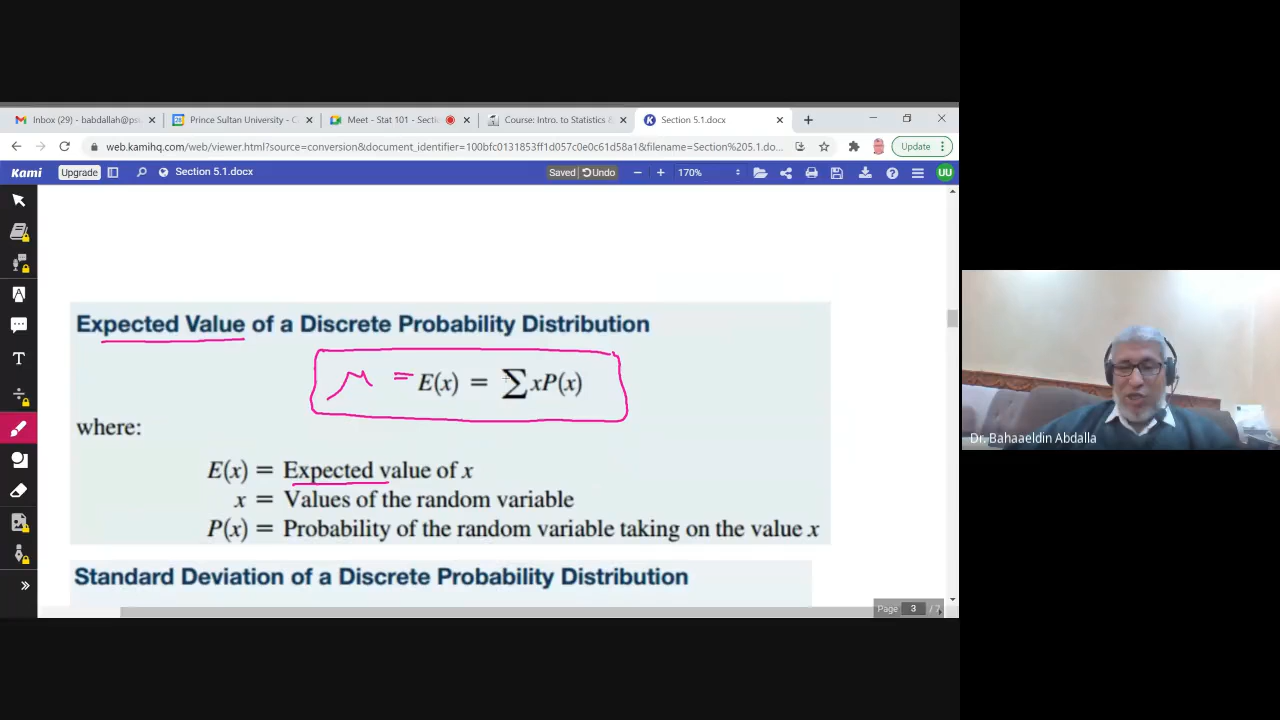 Inbox (29) - babdallah@ps
Prince Sultan University - C
Meet - Stat 101 - Secti
Course: Intro. to Statistics &
Section 5.1.docx
web.kamihq.com/web/viewer.html?source=conversion&document_identifier=100bfc0131853ff1d057c0e0c61d58a1&filename=Section%205.1.do...
Update
Kami
Upgrade
Section 5.1.docx
Saved
Undo
170%
UU
Expected Value of a Discrete Probability Distribution
μ = E(x) = ∑xP(x)
where:
E(x) = Expected value of x
x = Values of the random variable
P(x) = Probability of the random variable taking on the value x
Standard Deviation of a Discrete Probability Distribution
Page 3 / 7
Dr. Bahaaeldin Abdalla